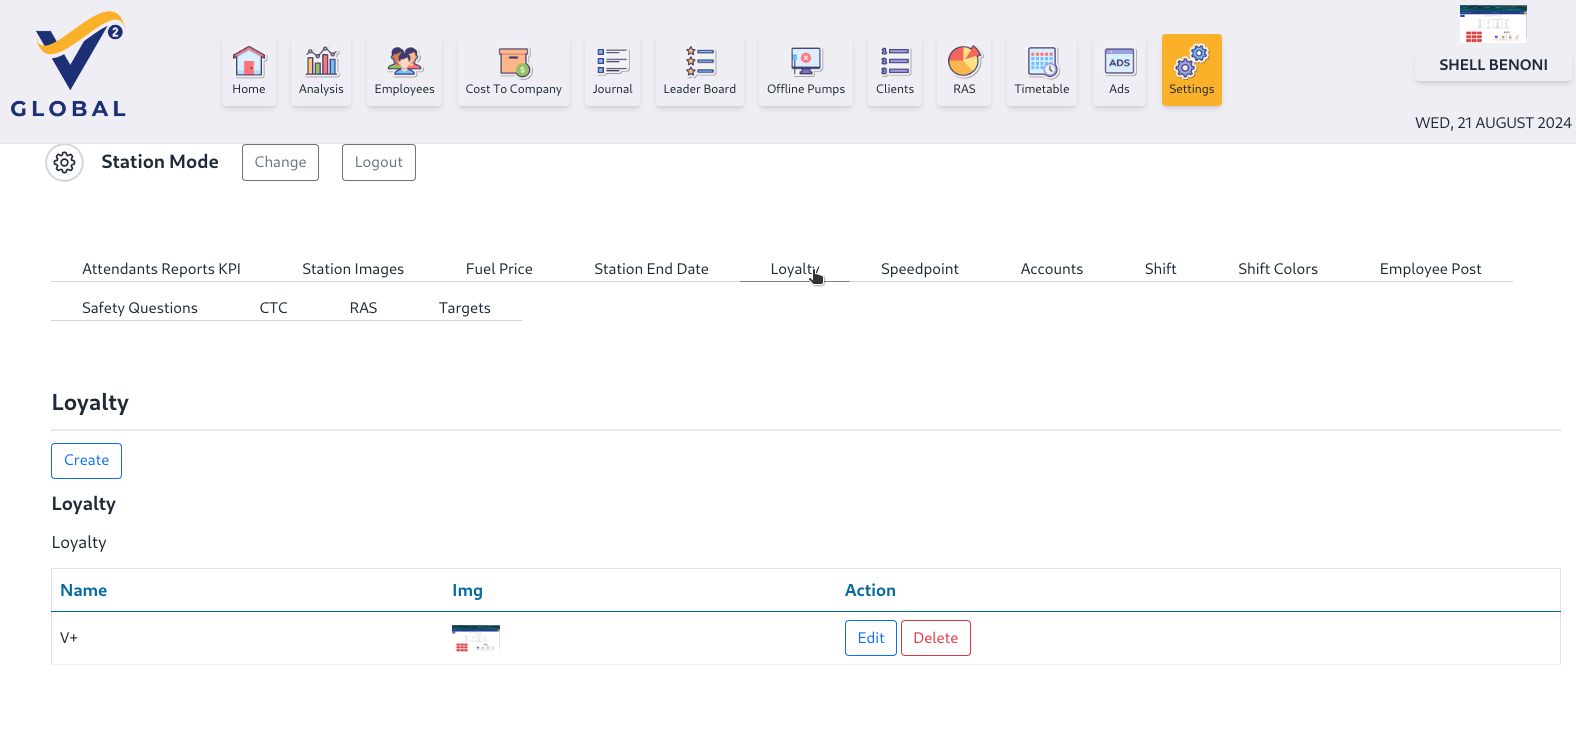 2
GLOBAL
Home
Analysis
Employees
Cost To Company
$
Journal
Leader Board
Offline Pumps
Clients
RAS
Timetable
ADS
Ads
Settings
SHELL BENONI
WED, 21 AUGUST 2024
Station Mode
Change
Logout
Attendants Reports KPI
Station Images
Fuel Price
Station End Date
Loyalty
Speedpoint
Accounts
Shift
Shift Colors
Employee Post
Safety Questions
CTC
RAS
Targets
Loyalty
Create
Loyalty
Loyalty
Name Img Action
V+ Edit Delete